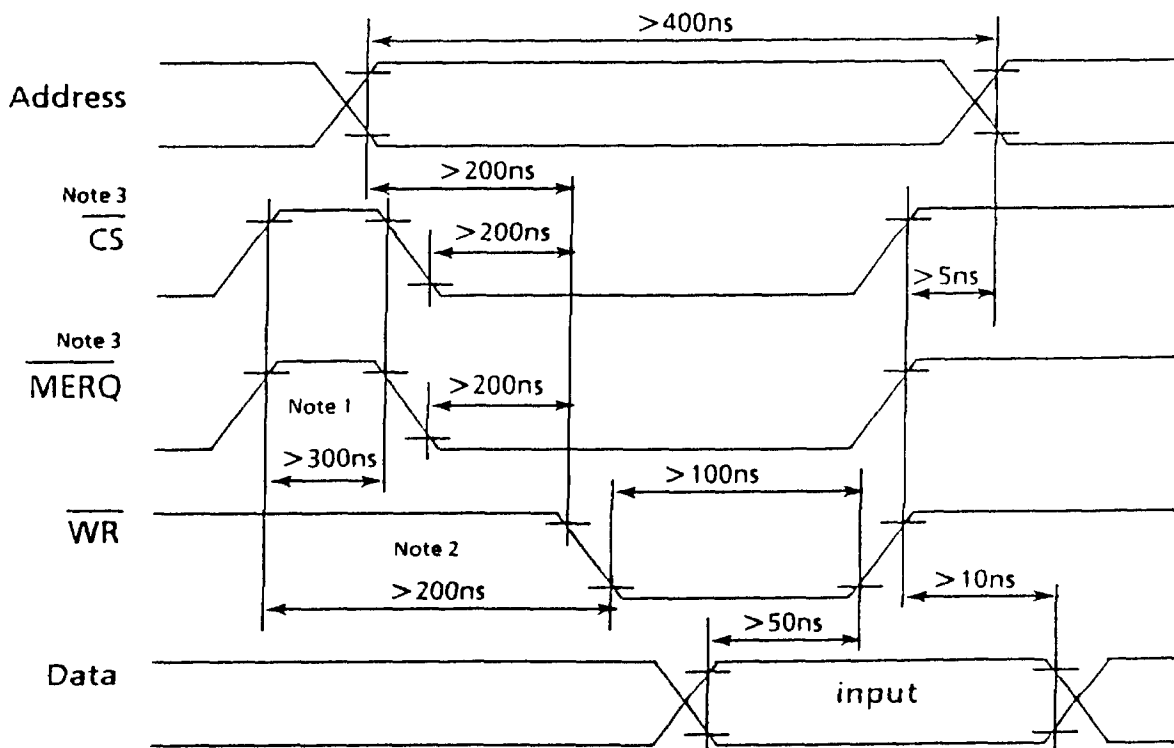 >400ns
Address
>200ns
Note 3
CS
>200ns
>5ns
Note 3
MERQ
>200ns
Note 1
>300ns
>100ns
WR
Note 2
>200ns
>10ns
>50ns
Data
input